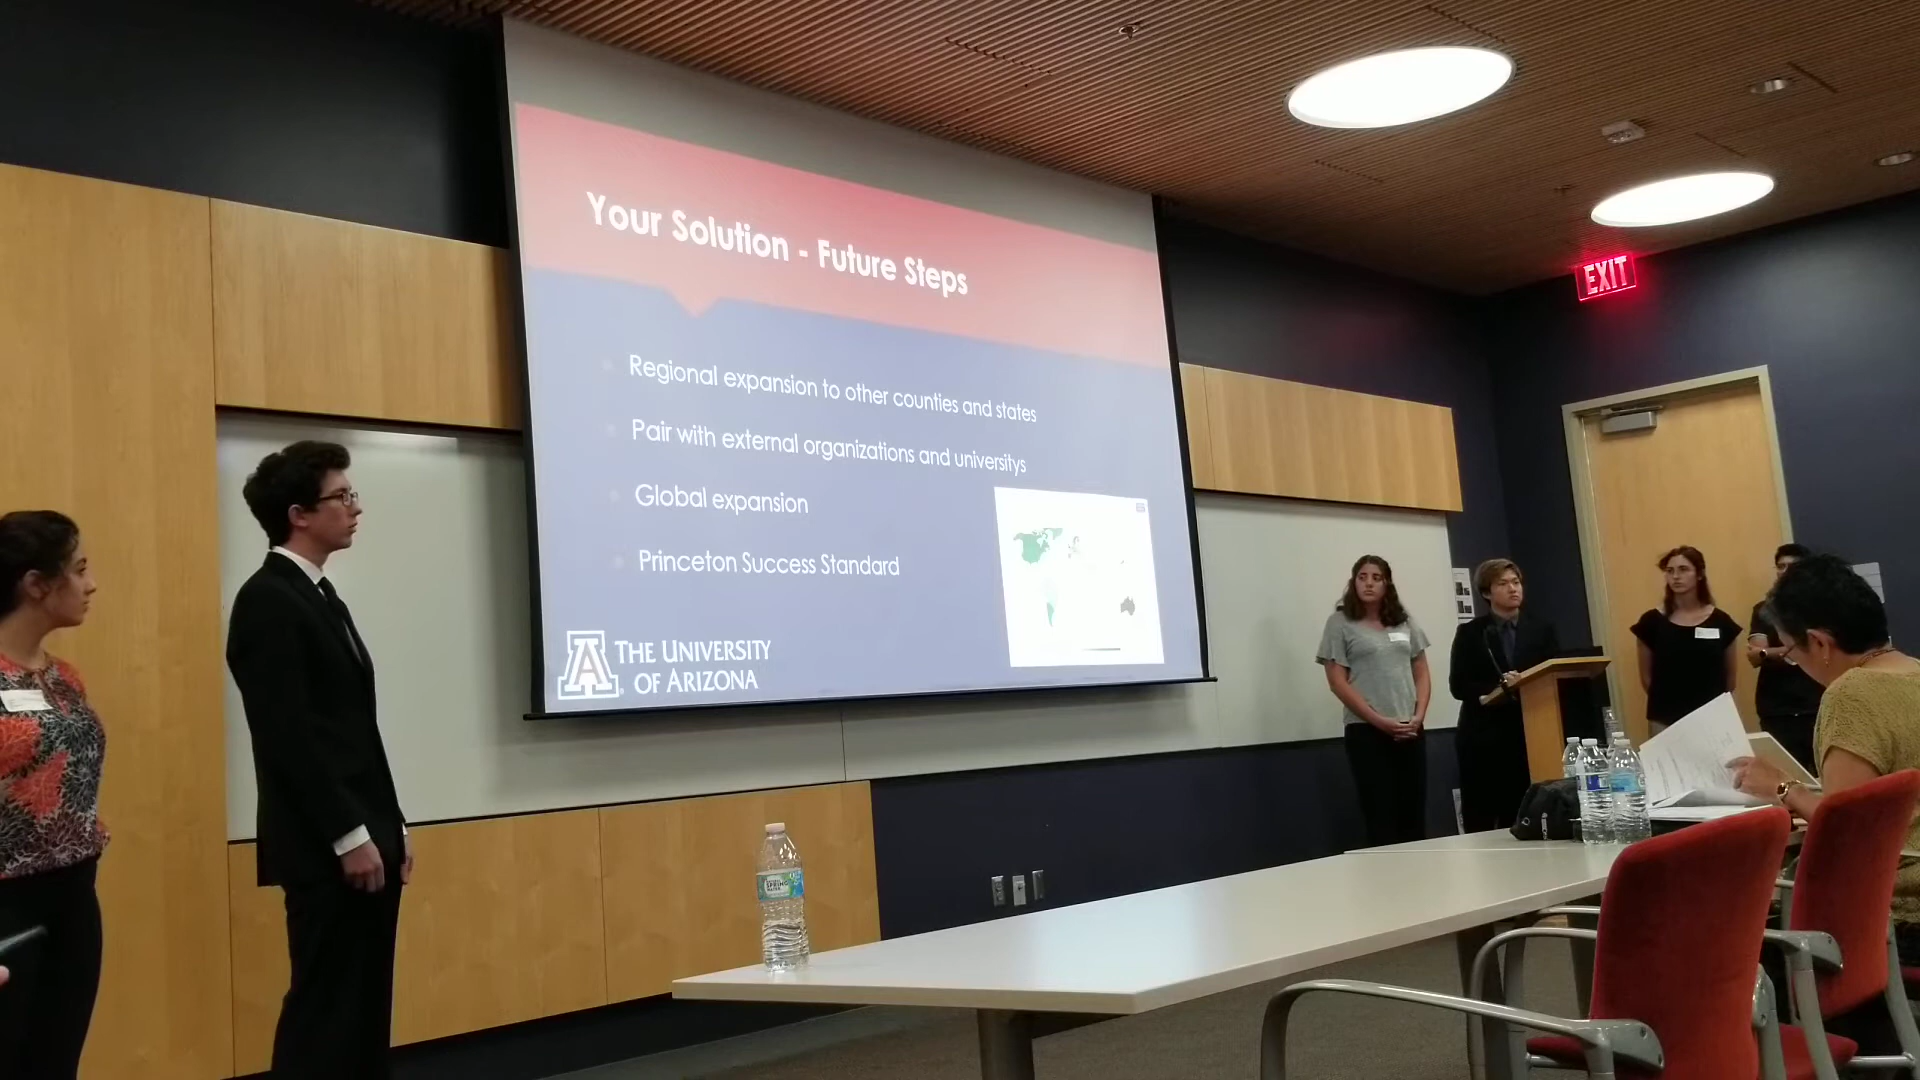 Your Solution - Future Steps
Regional expansion to other counties and states
Pair with external organizations and universitys
Global expansion
Princeton Success Standard
A
THE UNIVERSITY
OF ARIZONA
EXIT
SPRING